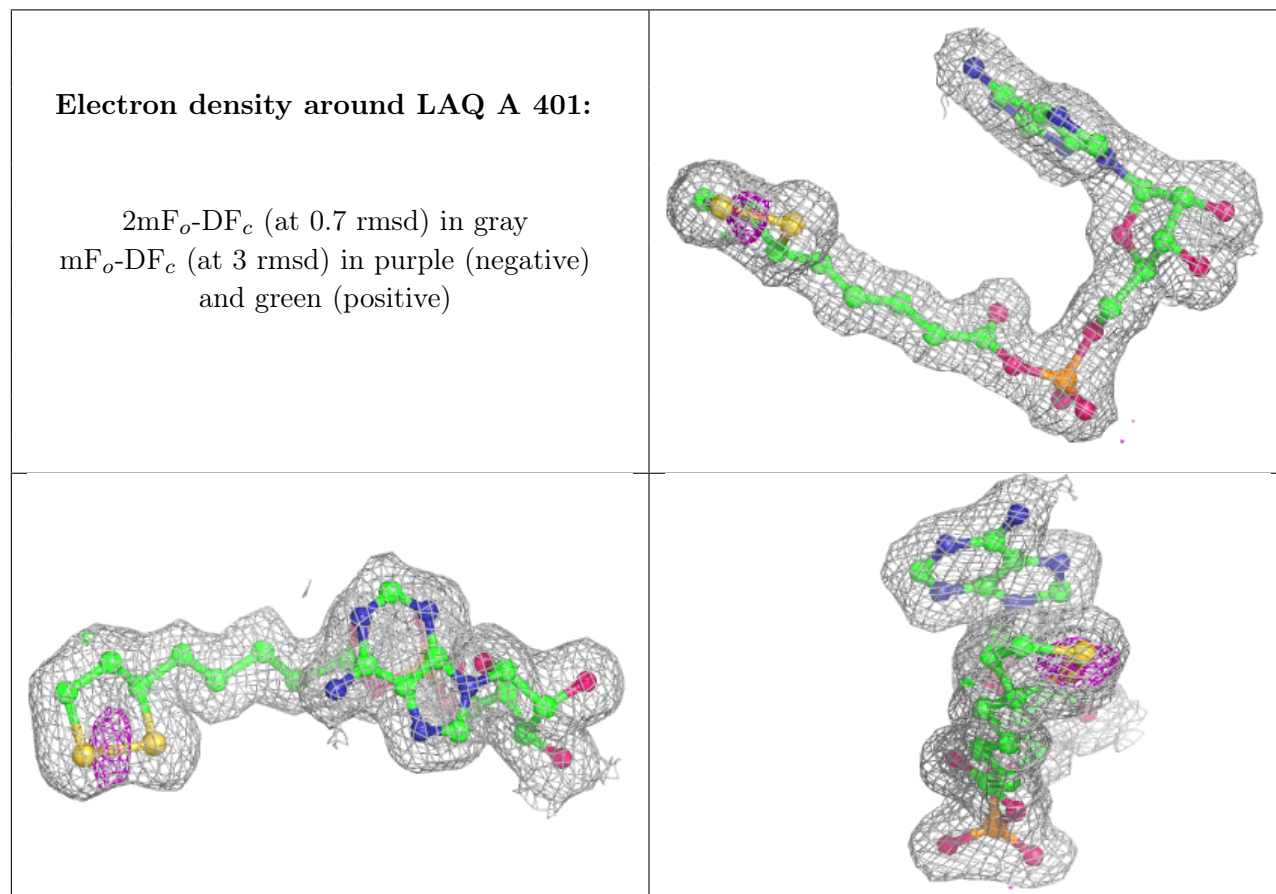 Electron density around LAQ A 401:
2mFo-DFc (at 0.7 rmsd) in gray
mFo-DFc (at 3 rmsd) in purple (negative)
and green (positive)